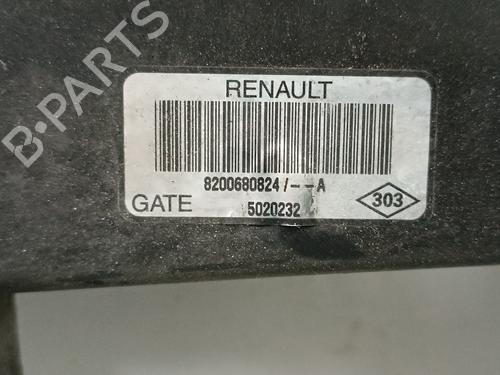 B-PARTS
RENAULT
8200680824/--A
GATE 5020232 303